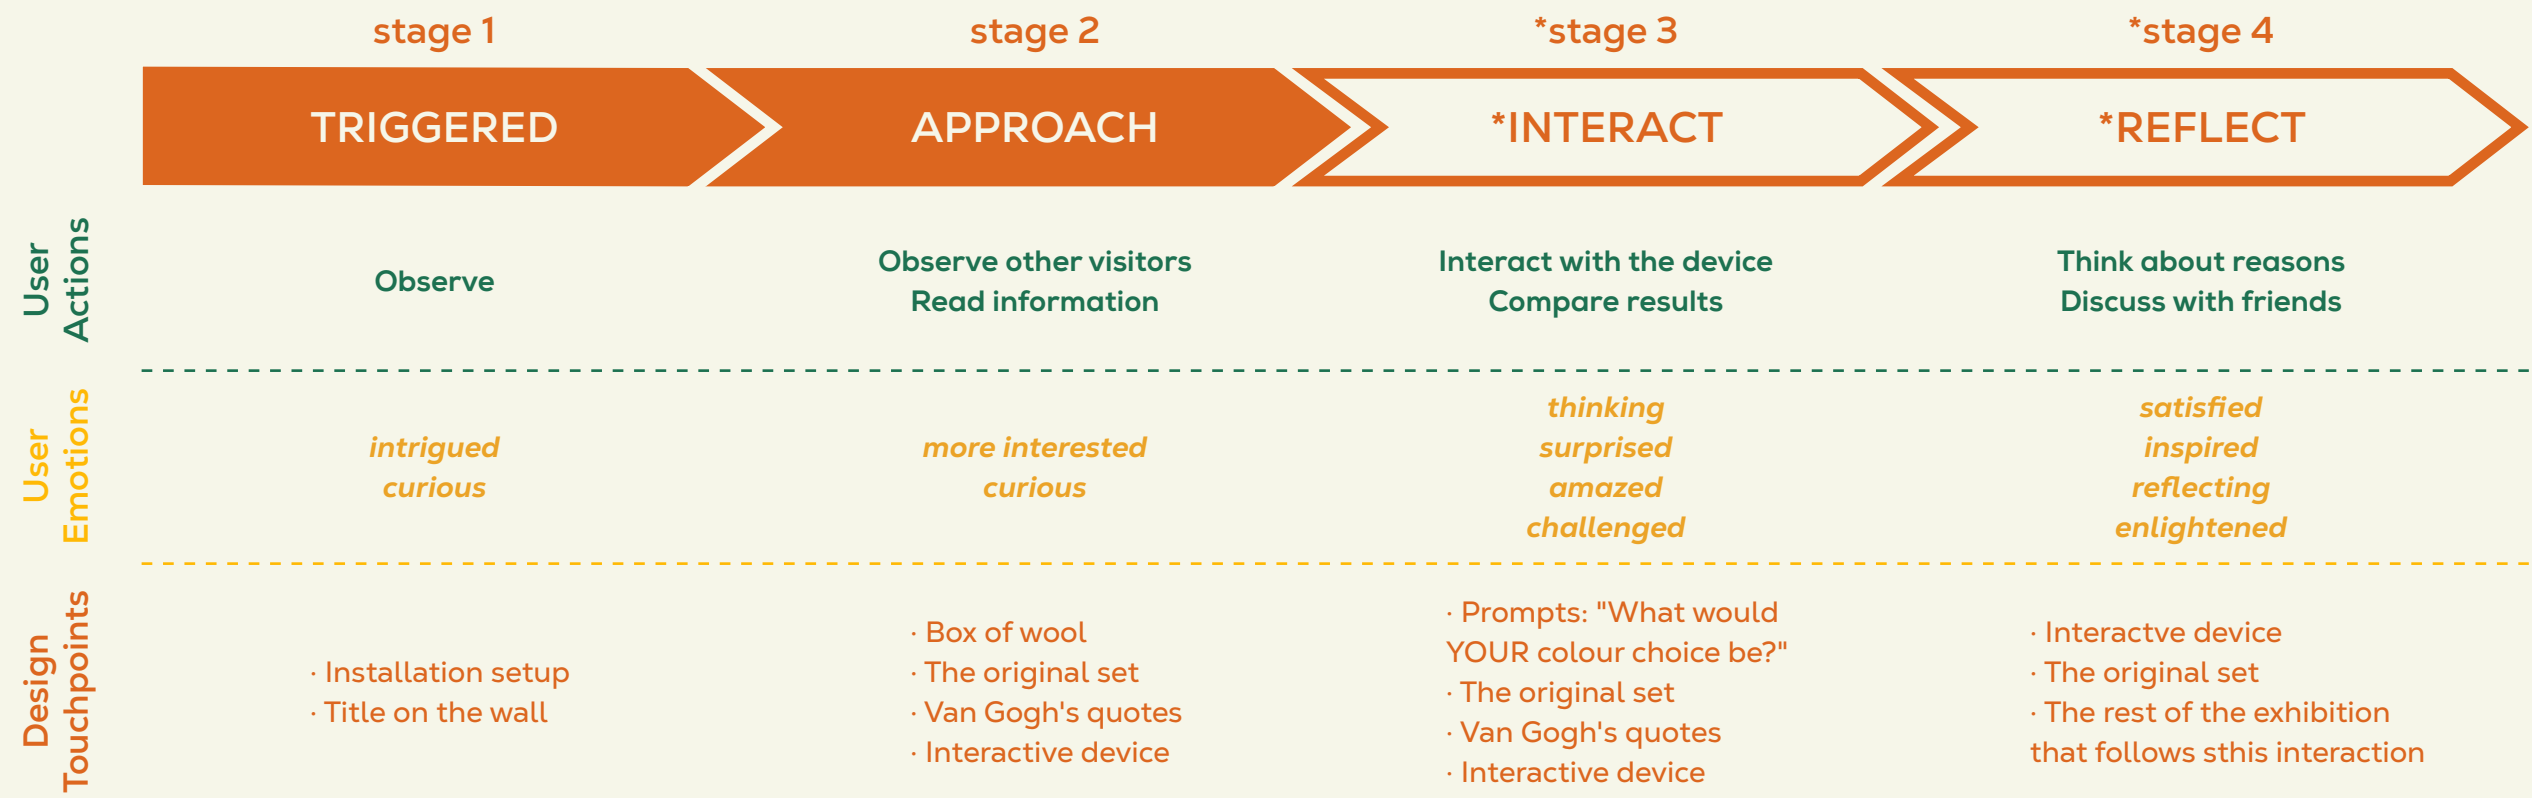 stage 1
stage 2
*stage 3
*stage 4
TRIGGERED
APPROACH
*INTERACT
*REFLECT
User
Actions
Observe
Observe other visitors
Read information
Interact with the device
Compare results
Think about reasons
Discuss with friends
User
Emotions
intrigued
curious
more interested
curious
thinking
surprised
amazed
challenged
satisfied
inspired
reflecting
enlightened
Design
Touchpoints
· Installation setup
· Title on the wall
· Box of wool
· The original set
· Van Gogh's quotes
· Interactive device
· Prompts: "What would
YOUR colour choice be?"
· The original set
· Van Gogh's quotes
· Interactive device
· Interactve device
· The original set
· The rest of the exhibition
that follows sthis interaction